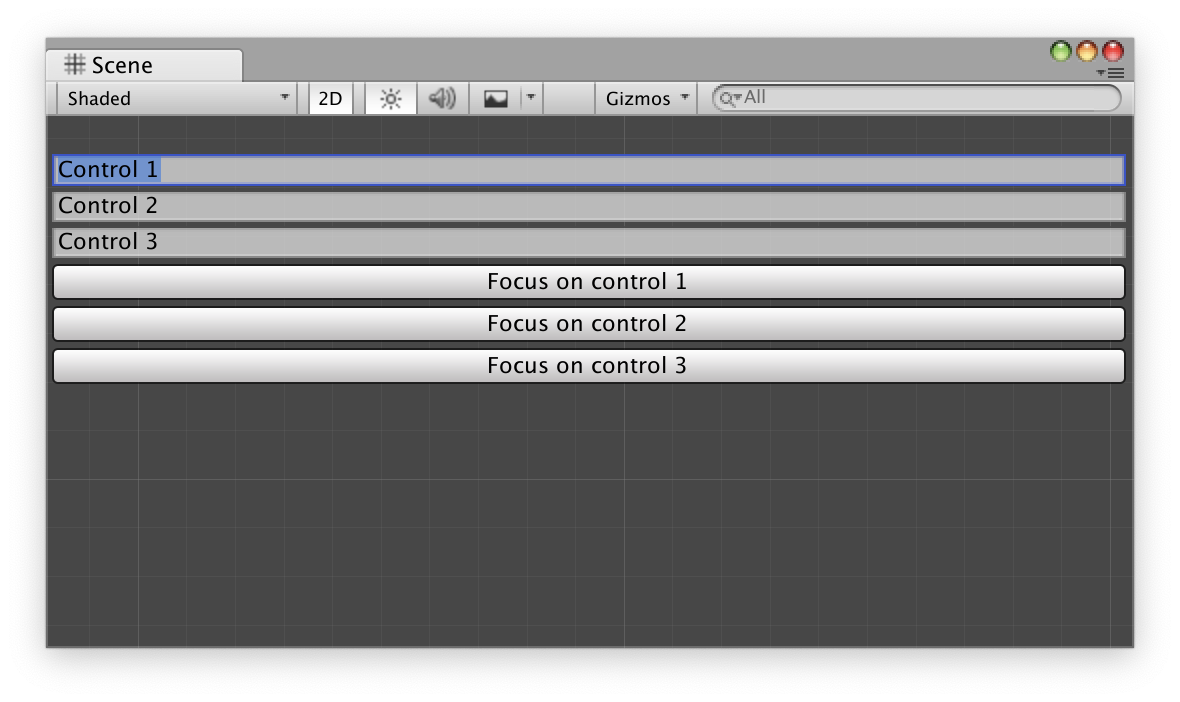 Scene
Shaded 2D Gizmos All
Control 1
Control 2
Control 3
Focus on control 1
Focus on control 2
Focus on control 3